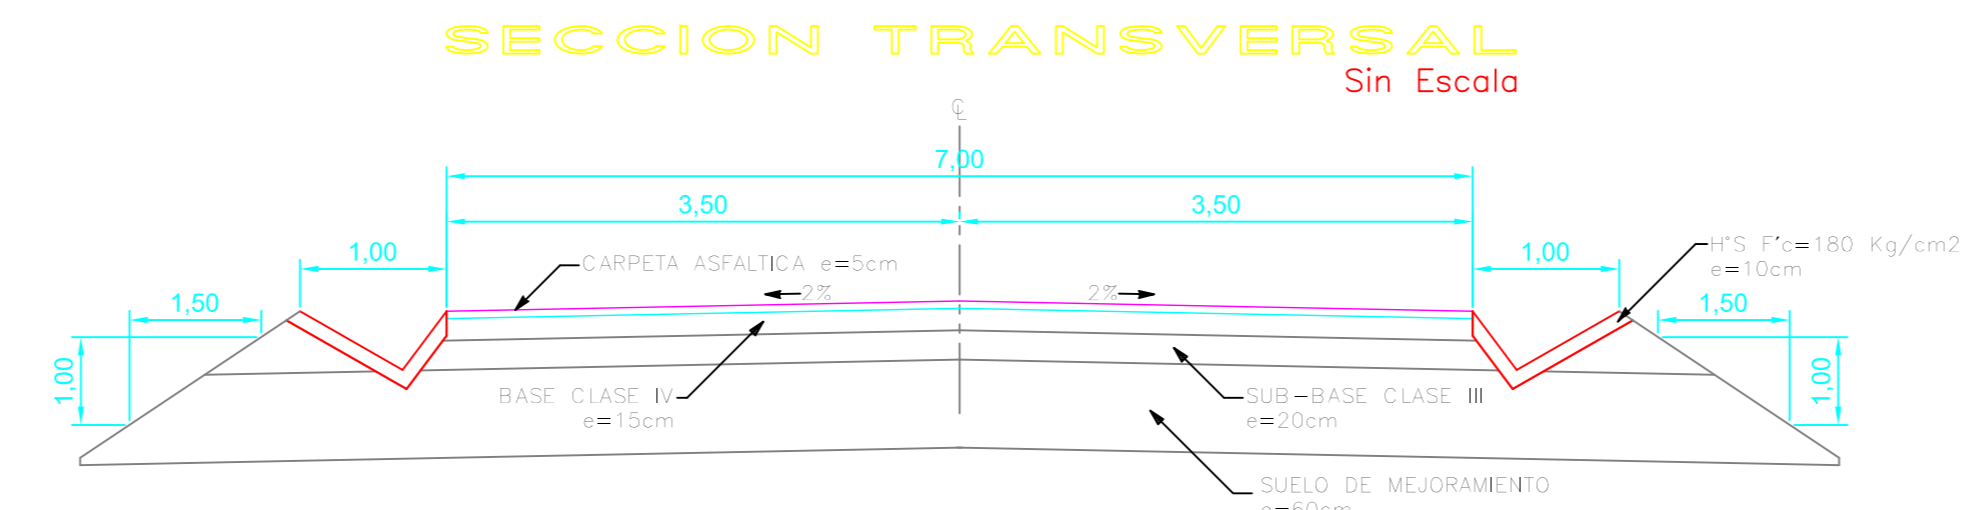 SECCION TRANSVERSAL
Sin Escala
CL
7,00
3,50 3,50
1,00 CARPETA ASFALTICA e=5cm 1,00 H°S F'c=180 Kg/cm2
e=10cm
1,50 2% 2% 1,50
1,00 1,00
BASE CLASE IV SUB-BASE CLASE III
e=15cm e=20cm
SUELO DE MEJORAMIENTO
e=60cm